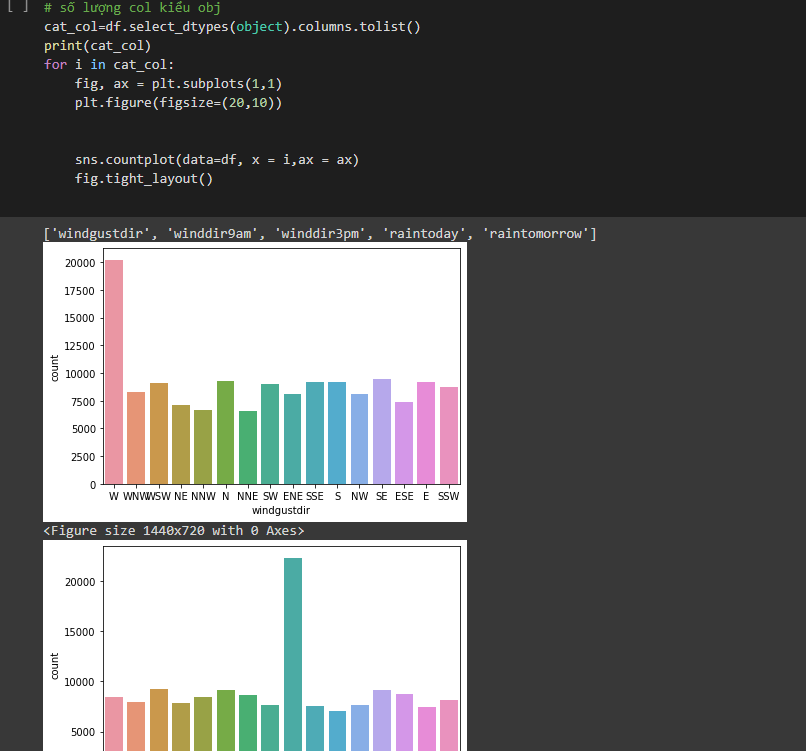 [ ] # số lượng col kiểu obj
cat_col=df.select_dtypes(object).columns.tolist()
print(cat_col)
for i in cat_col:
    fig, ax = plt.subplots(1,1)
    plt.figure(figsize=(20,10))
    sns.countplot(data=df, x = i,ax = ax)
    fig.tight_layout()
['windgustdir', 'winddir9am', 'winddir3pm', 'raintoday', 'raintomorrow']
20000
17500
15000
12500
10000
7500
5000
2500
0
count
W WNW WSW NE NNW N NNE SW ENE SSE S NW SE ESE E SSW
windgustdir
<Figure size 1440x720 with 0 Axes>
20000
15000
10000
5000
count